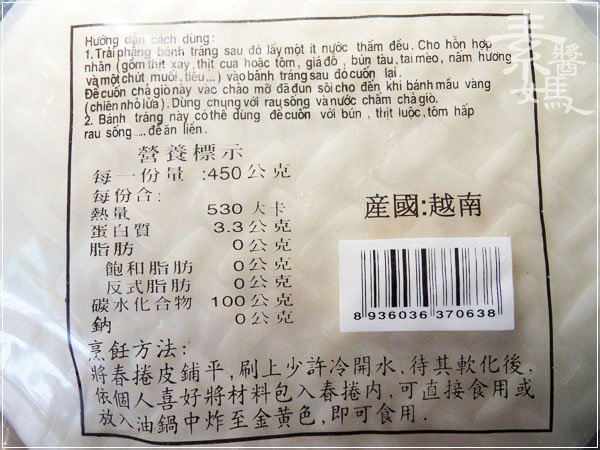 Hướng dẫn cách dùng:
1. Trải phẳng bánh tráng sau đó lấy một ít nước thấm đều. Cho hỗn hợp
nhân (gồm thịt xay, thịt cua hoặc tôm, giá đỗ, bún tàu, tai mèo, nấm hương
và một chút muối, tiêu...) vào bánh tráng sau đó cuốn lại.
Để cuốn chả giò này vào chảo mỡ đã đun sôi cho đến khi bánh mầu vàng
(chiên nhỏ lửa). Dùng chung với rau sống và nước chấm chả giò.
2. Bánh tráng này có thể dùng để cuốn với bún, thịt luộc, tôm hấp
rau sống..... để ăn liền.
營養標示
每一份量:450公克
每份含:
熱量 530大卡
蛋白質 3.3公克
脂肪 0公克
飽和脂肪 0公克
反式脂肪 0公克
碳水化合物 100公克
鈉 0公克
產國:越南
8 936036 370638
烹飪方法:
將春捲皮鋪平,刷上少許冷開水,待其軟化後.
依個人喜好將材料包入春捲內,可直接食用或
放入油鍋中炸至金黃色,即可食用.
素醬媽